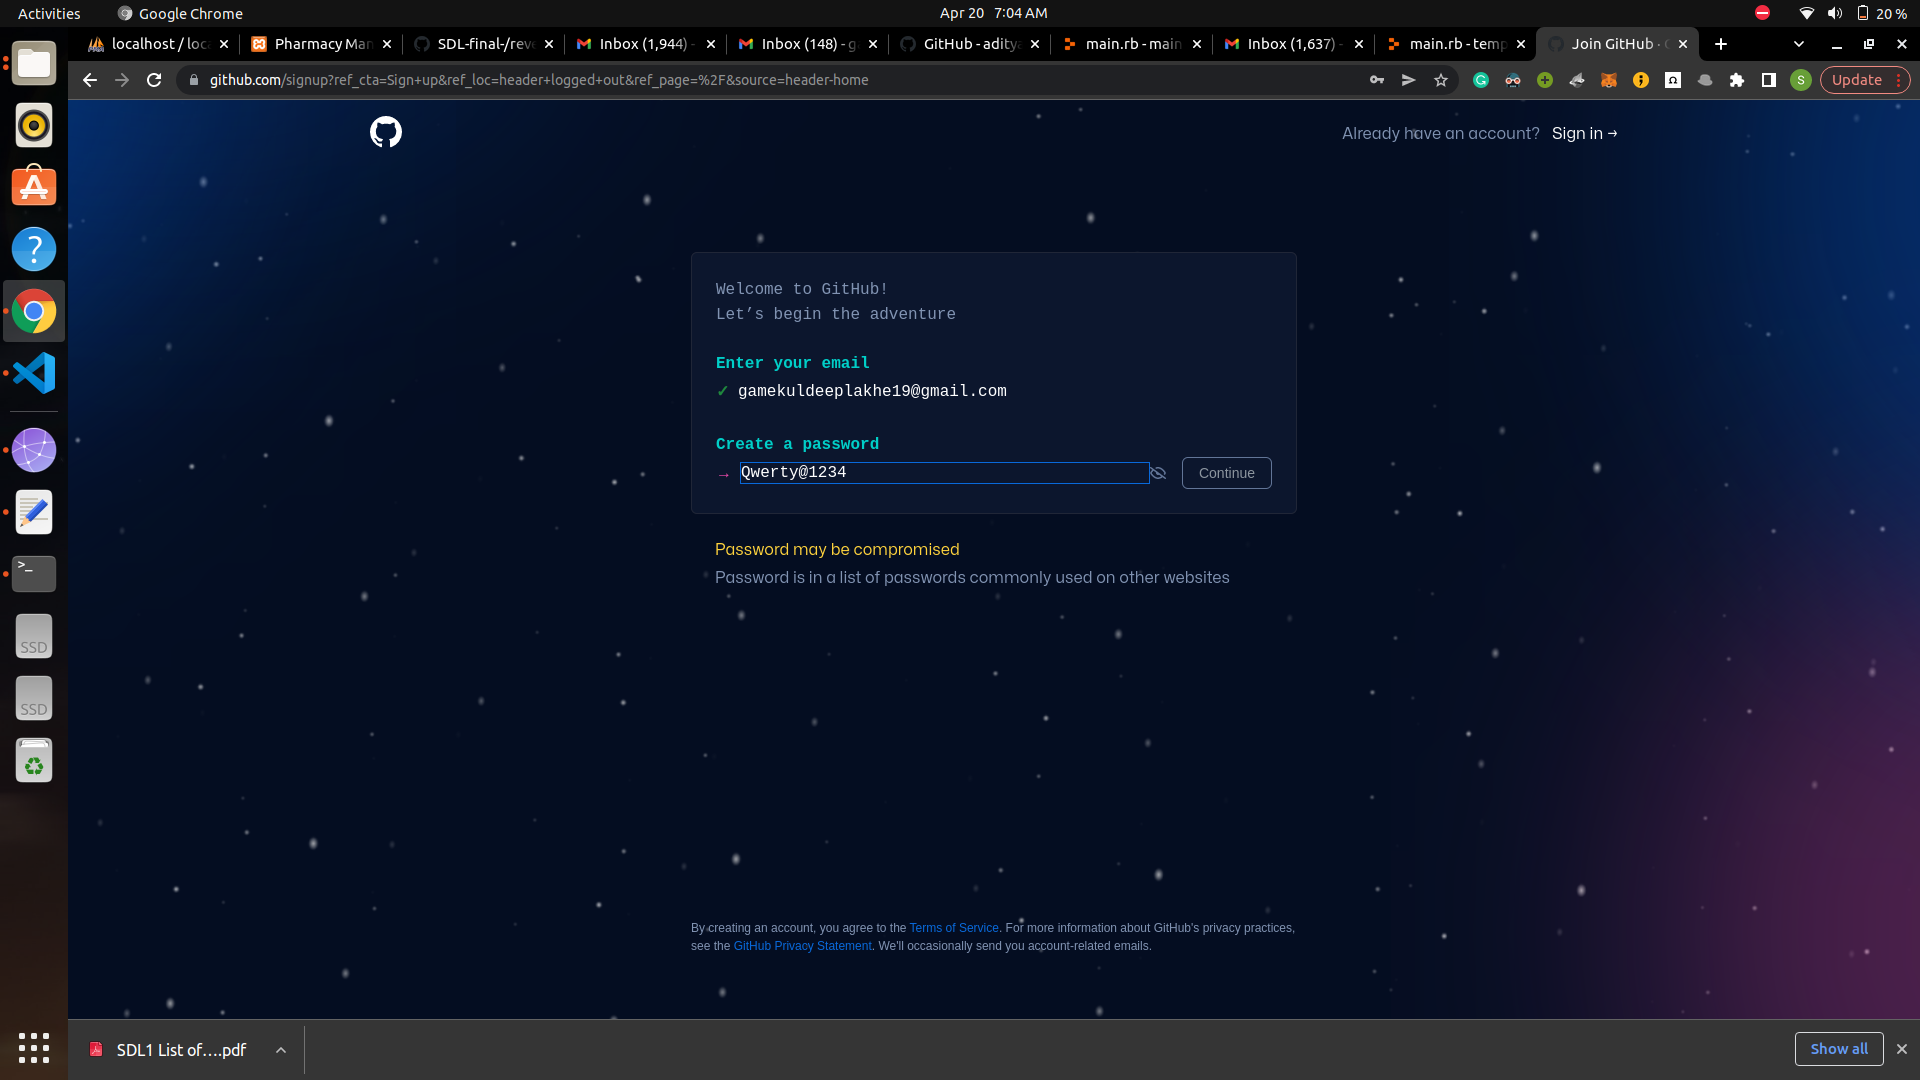 Activities
Google Chrome
Apr 20 7:04 AM
20 %
localhost / loc
Pharmacy Man
SDL-final-/reve
Inbox (1,944) -
Inbox (148) - g
GitHub - aditya
main.rb - main
Inbox (1,637) -
main.rb - temp
Join GitHub ·
github.com/signup?ref_cta=Sign+up&ref_loc=header+logged+out&ref_page=%2F&source=header-home
S
Update
Already have an account? Sign in →
Welcome to GitHub!
Let’s begin the adventure
Enter your email
✓ gamekuldeeplakhe19@gmail.com
Create a password
→ Qwerty@1234
Continue
Password may be compromised
Password is in a list of passwords commonly used on other websites
SSD
SSD
By creating an account, you agree to the Terms of Service. For more information about GitHub's privacy practices,
see the GitHub Privacy Statement. We'll occasionally send you account-related emails.
SDL1 List of....pdf
Show all